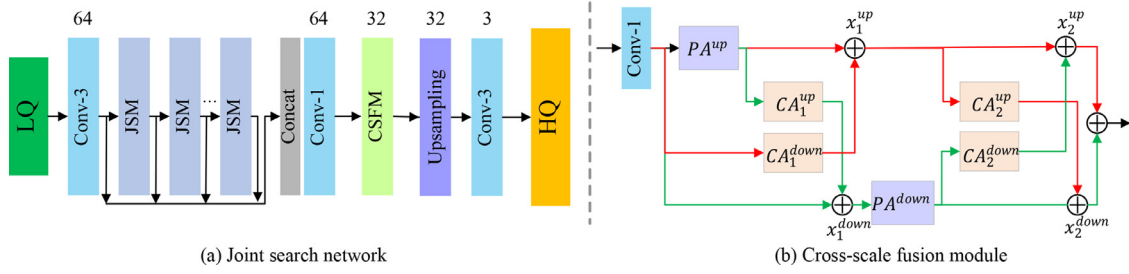 64
64
32
32
3
LQ
Conv-3
JSM
JSM
...
JSM
Concat
Conv-1
CSFM
Upsampling
Conv-3
HQ
(a) Joint search network
Conv-1
PA^{up}
x_1^{up}
x_2^{up}
CA_1^{up}
CA_2^{up}
CA_1^{down}
CA_2^{down}
PA^{down}
x_1^{down}
x_2^{down}
(b) Cross-scale fusion module